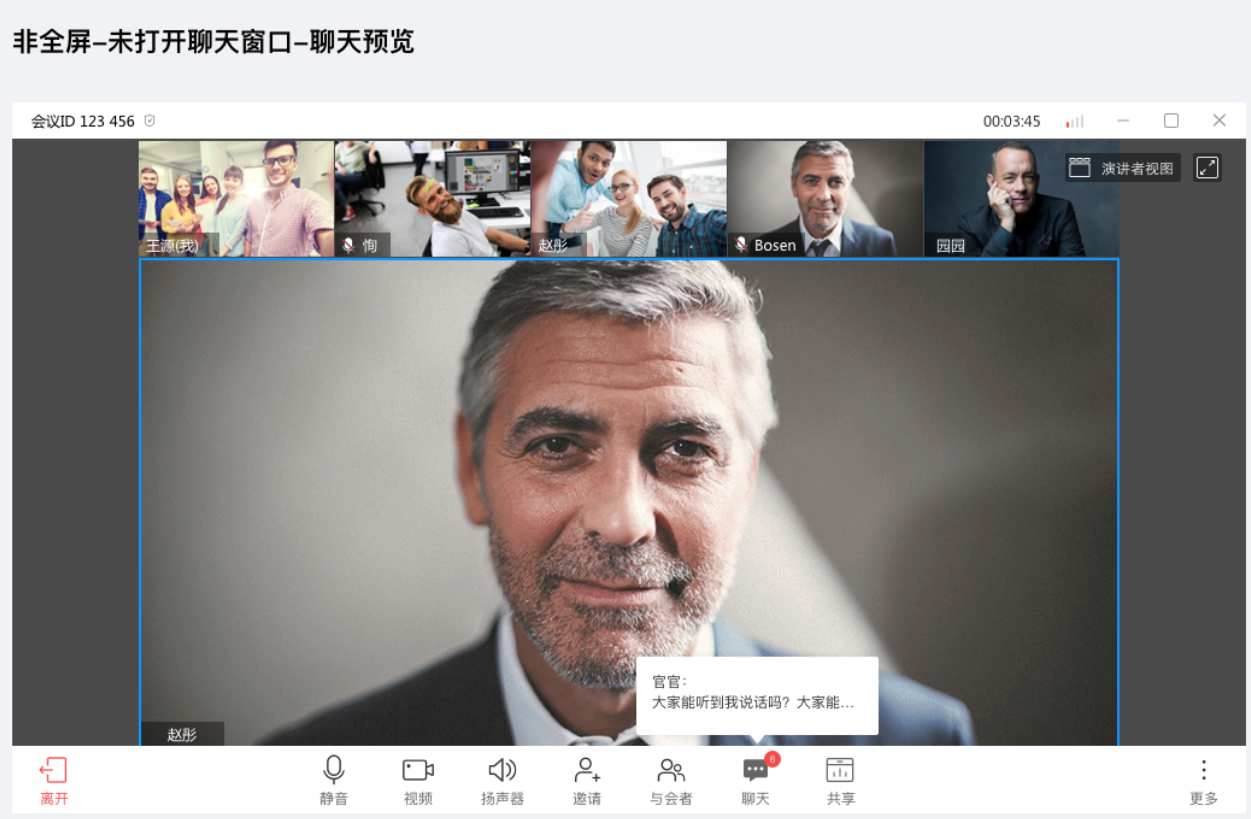 非全屏-未打开聊天窗口-聊天预览
会议ID 123 456
00:03:45
演讲者视图
王源(我)
恂
赵彤
Bosen
园园
官官：
大家能听到我说话吗？大家能...
赵彤
离开
静音
视频
扬声器
邀请
与会者
6
聊天
共享
更多